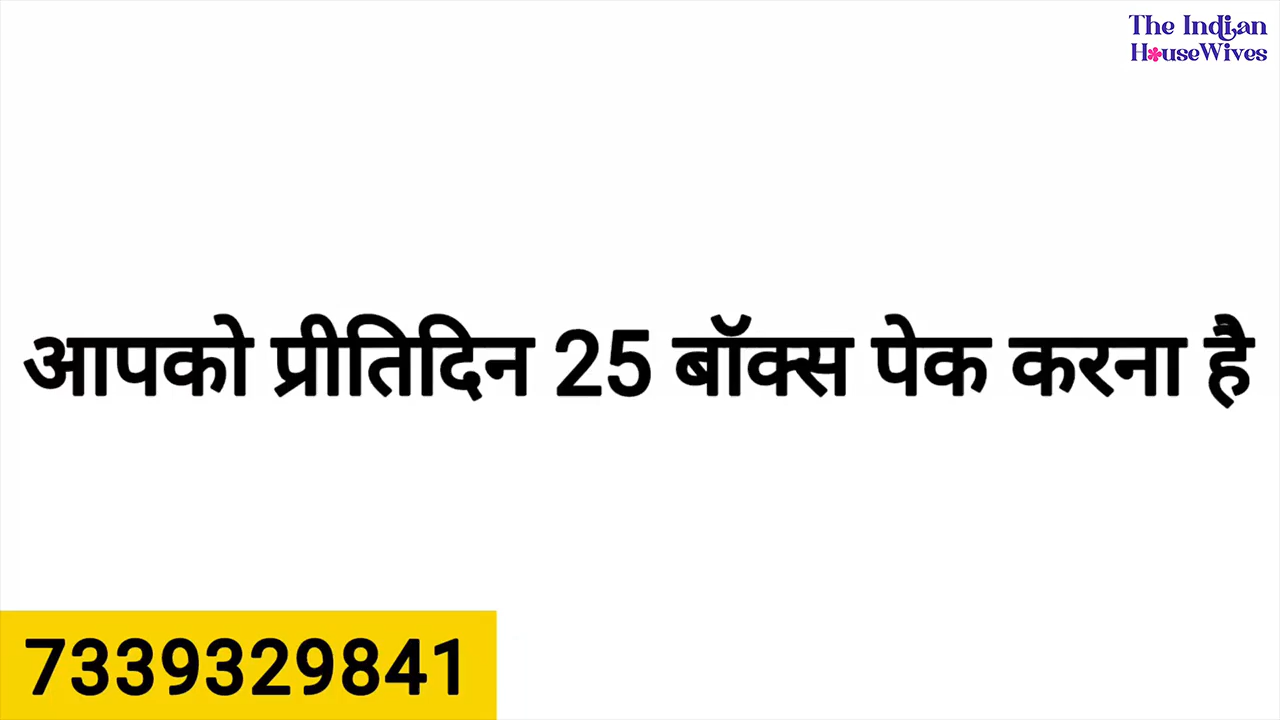 The Indian
HouseWives
आपको प्रीतिदिन 25 बॉक्स पेक करना है
7339329841